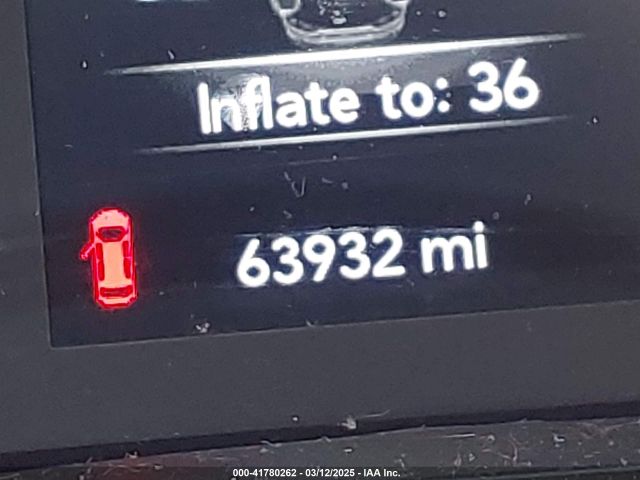 Inflate to: 36
63932 mi
000-41780262 - 03/12/2025 - IAA Inc.